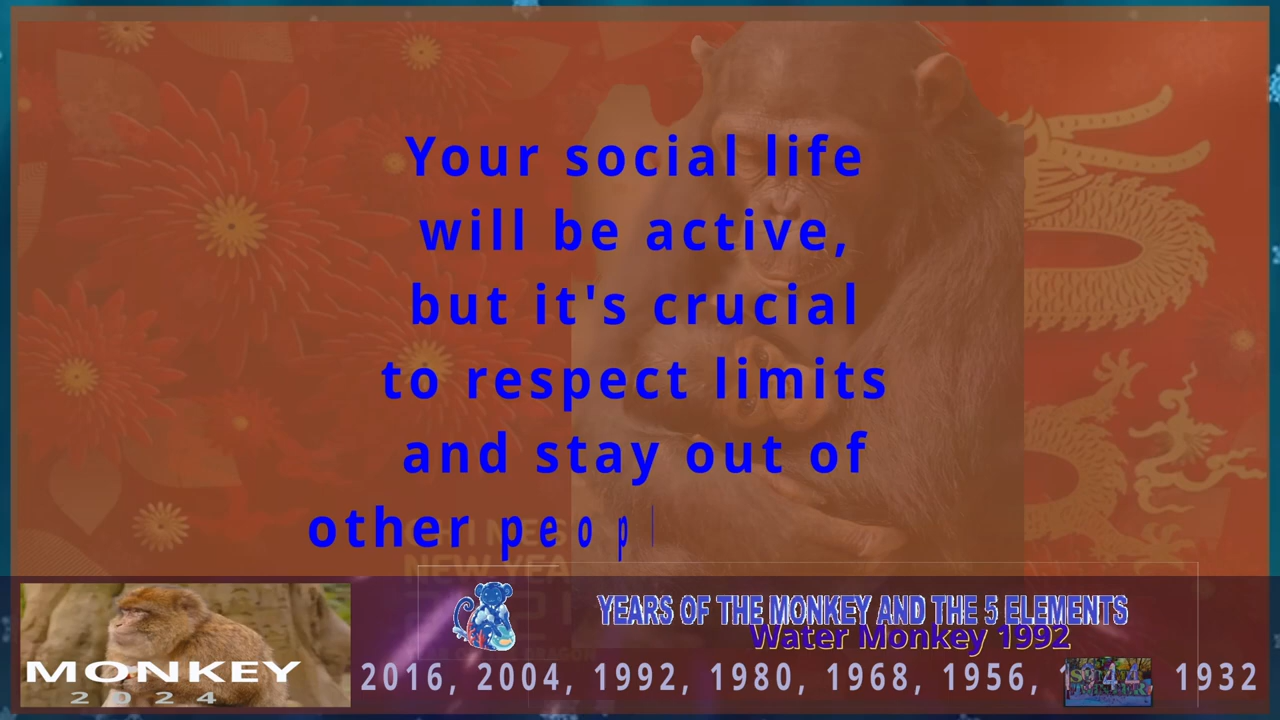 Your social life
will be active,
but it's crucial
to respect limits
and stay out of
other peop
NEW YEA
YEARS OF THE MONKEY AND THE 5 ELEMENTS
Water Monkey 1992
MONKEY
2024
2016, 2004, 1992, 1980, 1968, 1956, 1932